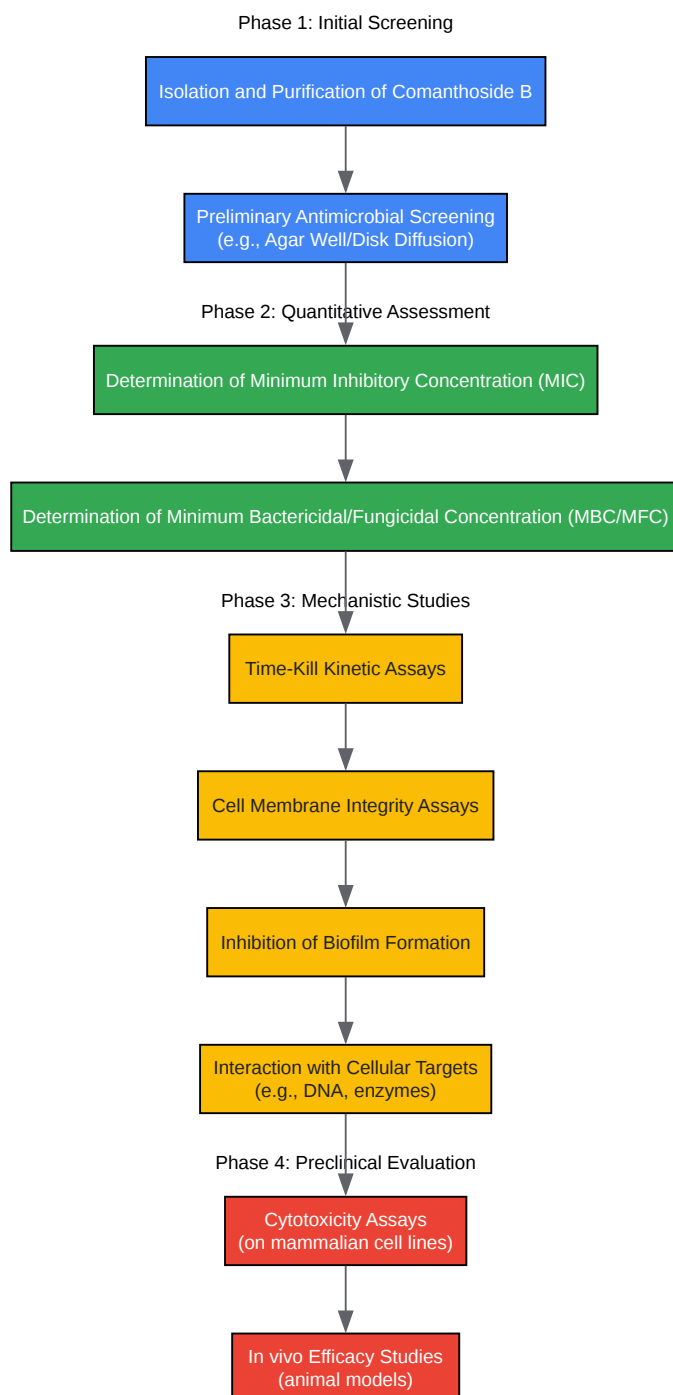 Phase 1: Initial Screening
Isolation and Purification of Comanthoside B
Preliminary Antimicrobial Screening
(e.g., Agar Well/Disk Diffusion)
Phase 2: Quantitative Assessment
Determination of Minimum Inhibitory Concentration (MIC)
Determination of Minimum Bactericidal/Fungicidal Concentration (MBC/MFC)
Phase 3: Mechanistic Studies
Time-Kill Kinetic Assays
Cell Membrane Integrity Assays
Inhibition of Biofilm Formation
Interaction with Cellular Targets
(e.g., DNA, enzymes)
Phase 4: Preclinical Evaluation
Cytotoxicity Assays
(on mammalian cell lines)
In vivo Efficacy Studies
(animal models)